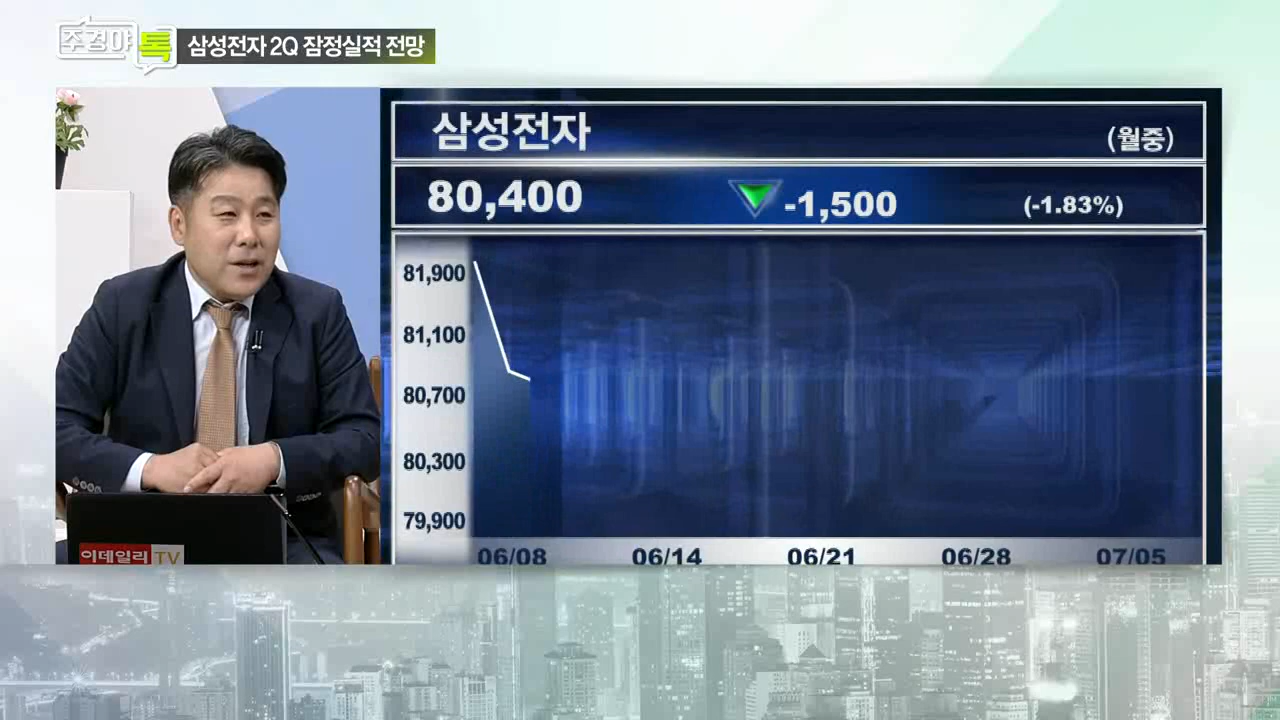 주경야톡
삼성전자 2Q 잠정실적 전망
삼성전자 (월중)
80,400 -1,500 (-1.83%)
81,900
81,100
80,700
80,300
79,900
06/08 06/14 06/21 06/28 07/05
이데일리TV